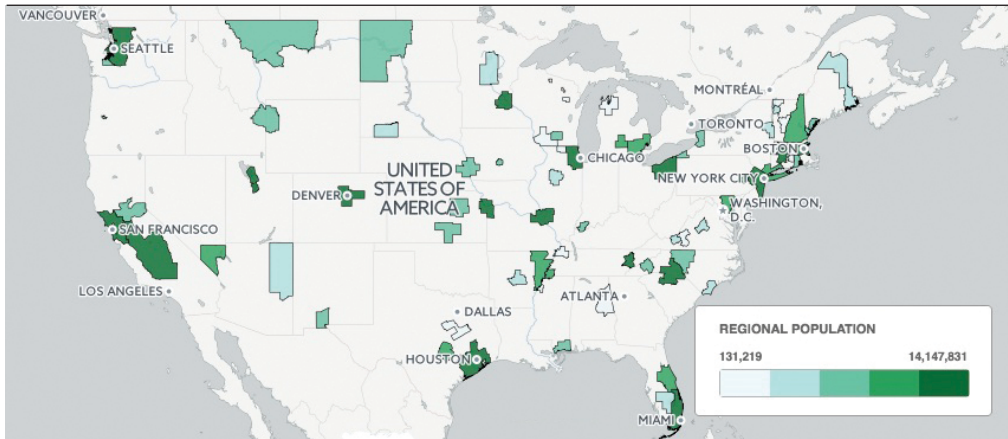 VANCOUVER
SEATTLE
MONTRÉAL
TORONTO
BOSTON
CHICAGO
NEW YORK CITY
UNITED
STATES OF
AMERICA
DENVER
WASHINGTON,
D.C.
SAN FRANCISCO
LOS ANGELES
ATLANTA
DALLAS
HOUSTON
MIAMI
REGIONAL POPULATION
131,219 14,147,831